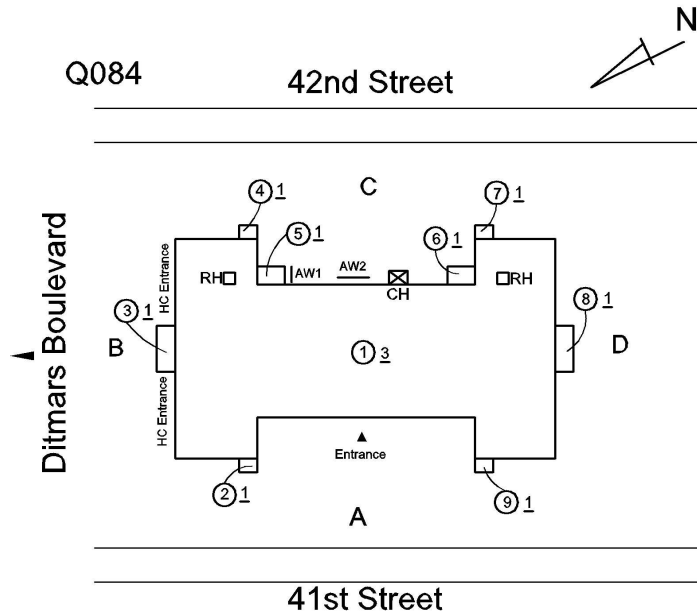 N
Q084
42nd Street
C
4 1
7 1
5 1
6 1
AW1
AW2
RH
CH
RH
HC Entrance
8 1
3 1
B
1 3
D
Ditmars Boulevard
HC Entrance
Entrance
2 1
9 1
A
41st Street